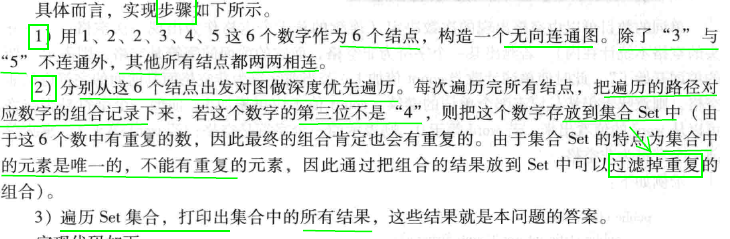 具体而言，实现步骤如下所示。
1）用 1、2、2、3、4、5 这 6 个数字作为 6 个结点，构造一个无向连通图。除了“3”与
“5”不连通外，其他所有结点都两两相连。
2）分别从这 6 个结点出发对图做深度优先遍历。每次遍历完所有结点，把遍历的路径对
应数字的组合记录下来，若这个数字的第三位不是“4”，则把这个数字存放到集合 Set 中（由
于这 6 个数中有重复的数，因此最终的组合肯定也会有重复的。由于集合 Set 的特点为集合中
的元素是唯一的，不能有重复的元素，因此通过把组合的结果放到 Set 中可以过滤掉重复的
组合）。
3）遍历 Set 集合，打印出集合中的所有结果，这些结果就是本问题的答案。